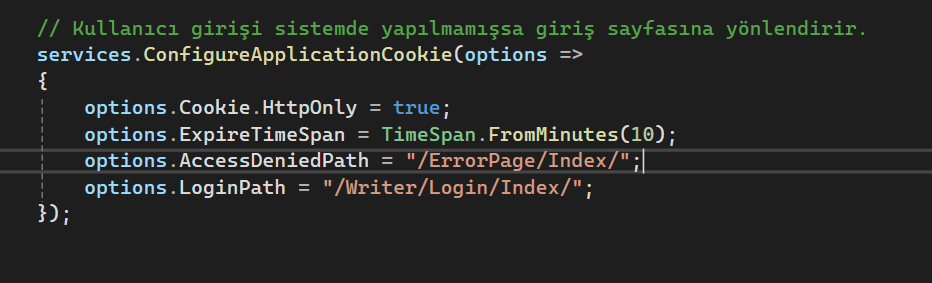 // Kullanıcı girişi sistemde yapılmamışsa giriş sayfasına yönlendirir.
services.ConfigureApplicationCookie(options =>
{
    options.Cookie.HttpOnly = true;
    options.ExpireTimeSpan = TimeSpan.FromMinutes(10);
    options.AccessDeniedPath = "/ErrorPage/Index/";
    options.LoginPath = "/Writer/Login/Index/";
});